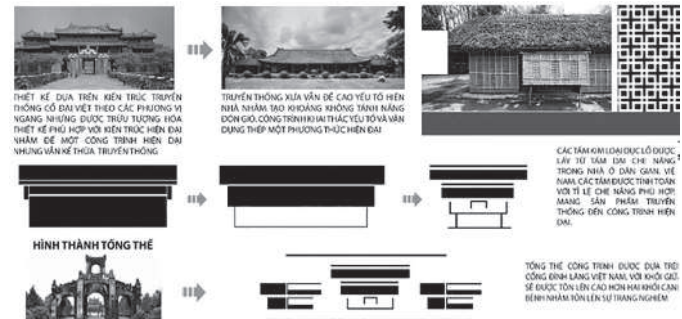 THIẾT KẾ DỰA TRÊN KIẾN TRÚC TRUYỀN
THỐNG CỔ ĐẠI VIỆT THEO CÁC PHƯƠNG VỊ
NGANG NHƯNG ĐƯỢC TRỪU TƯỢNG HÓA
THIẾT KẾ PHÙ HỢP VỚI KIẾN TRÚC HIỆN ĐẠI
NHẰM ĐỂ MỘT CÔNG TRÌNH HIỆN ĐẠI
NHƯNG VẪN KẾ THỪA TRUYỀN THỐNG
TRUYỀN THỐNG XƯA VẪN ĐỀ CAO YẾU TỐ HIÊN
NHÀ NHẰM TẠO KHOẢNG KHÔNG TÁNH NẮNG
ĐÓN GIÓ. CÔNG TRÌNH KHAI THÁC YẾU TỐ VÀ VẬN
DỤNG THÉP MỘT PHƯƠNG THỨC HIỆN ĐẠI
CÁC TẤM KIM LOẠI ĐỤC LỖ ĐƯỢC
LẤY TỪ TẤM DẠI CHE NẮNG
TRONG NHÀ Ở DÂN GIAN, VIỆ
NAM, CÁC TẤM ĐƯỢC TÍNH TOÁN
VỚI TỈ LỆ CHE NẮNG PHÙ HỢP,
MANG SẢN PHẨM TRUYỀN
THỐNG ĐẾN CÔNG TRÌNH HIỆN
ĐẠI.
HÌNH THÀNH TỔNG THỂ
TỔNG THỂ CÔNG TRÌNH ĐƯỢC DỰA TRÊ
CỔNG ĐÌNH LÀNG VIỆT NAM, VỚI KHỐI GIỮ
SẼ ĐƯỢC TÔN LÊN CAO HƠN HAI KHỐI CẠN
BÊNH NHẰM TÔN LÊN SỰ TRANG NGHIÊM